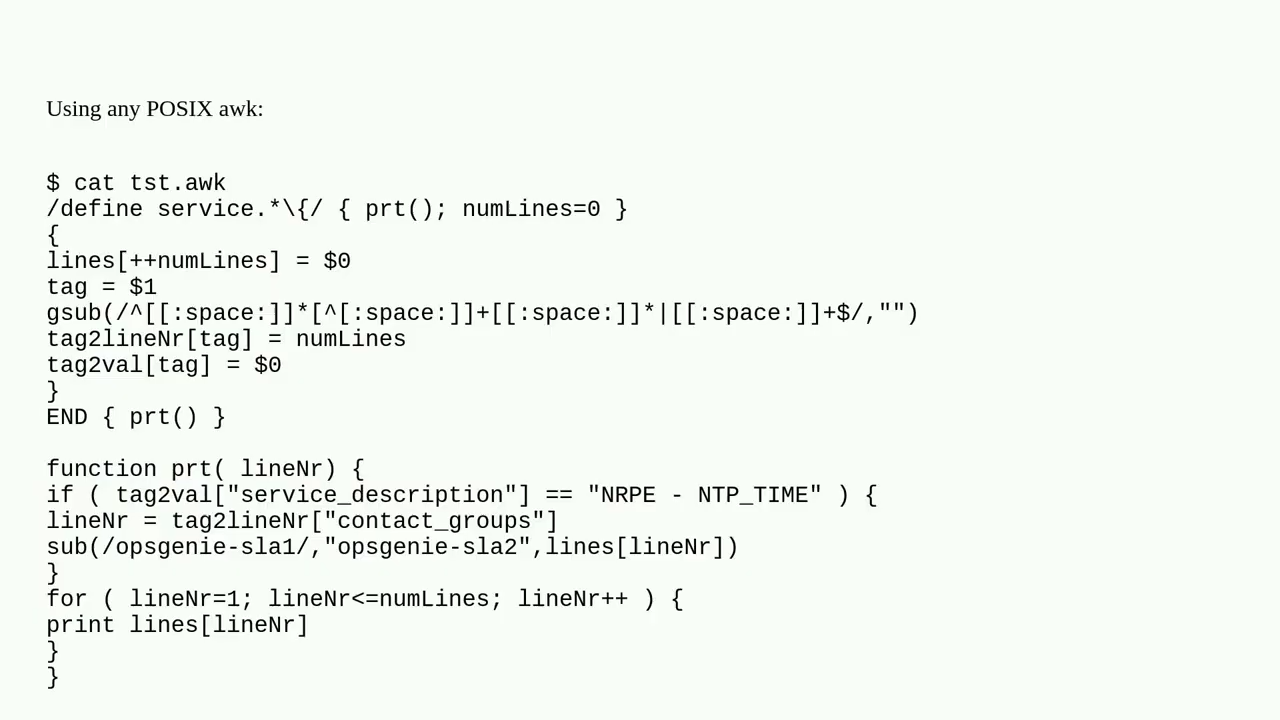 Using any POSIX awk:
$ cat tst.awk
/define service.*\{/ { prt(); numLines=0 }
{
lines[++numLines] = $0
tag = $1
gsub(/^[[:space:]]*[^[:space:]]+[[:space:]]*|[[:space:]]+$/,"")
tag2lineNr[tag] = numLines
tag2val[tag] = $0
}
END { prt() }
function prt( lineNr) {
if ( tag2val["service_description"] == "NRPE - NTP_TIME" ) {
lineNr = tag2lineNr["contact_groups"]
sub(/opsgenie-sla1/,"opsgenie-sla2",lines[lineNr])
}
for ( lineNr=1; lineNr<=numLines; lineNr++ ) {
print lines[lineNr]
}
}